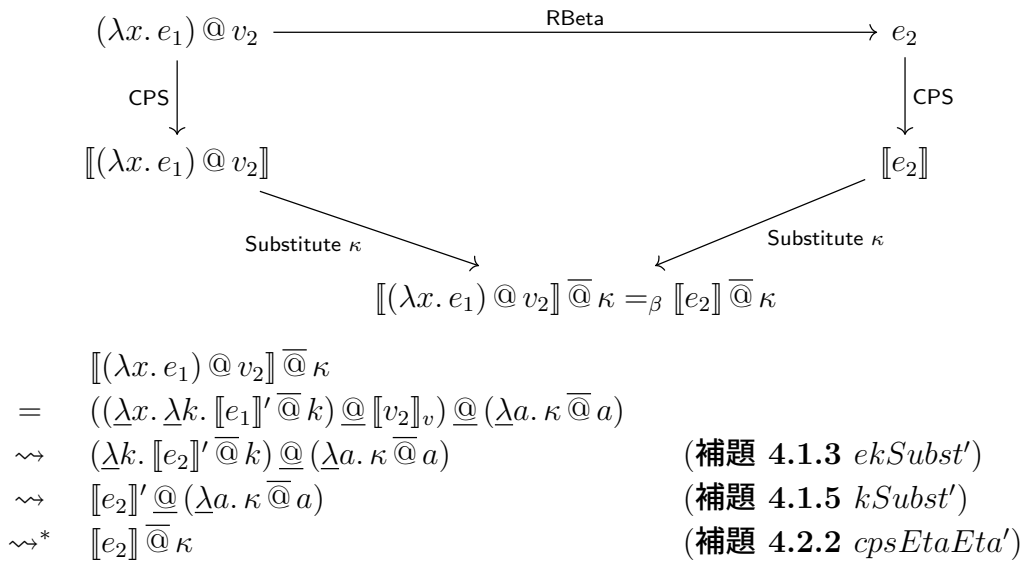 RBeta
(λx. e₁) @ v₂ e₂
CPS CPS
⟦(λx. e₁) @ v₂⟧ ⟦e₂⟧
Substitute κ Substitute κ
⟦(λx. e₁) @ v₂⟧ @̅ κ =β ⟦e₂⟧ @̅ κ
⟦(λx. e₁) @ v₂⟧ @̅ κ
= ((λ̲x. λ̲k. ⟦e₁⟧′ @̅ k) @̲ ⟦v₂⟧ᵥ) @̲ (λ̲a. κ @̅ a)
⇝ (λ̲k. ⟦e₂⟧′ @̅ k) @̲ (λ̲a. κ @̅ a) (補題 4.1.3 ekSubst′)
⇝ ⟦e₂⟧′ @̲ (λ̲a. κ @̅ a) (補題 4.1.5 kSubst′)
⇝* ⟦e₂⟧ @̅ κ (補題 4.2.2 cpsEtaEta′)